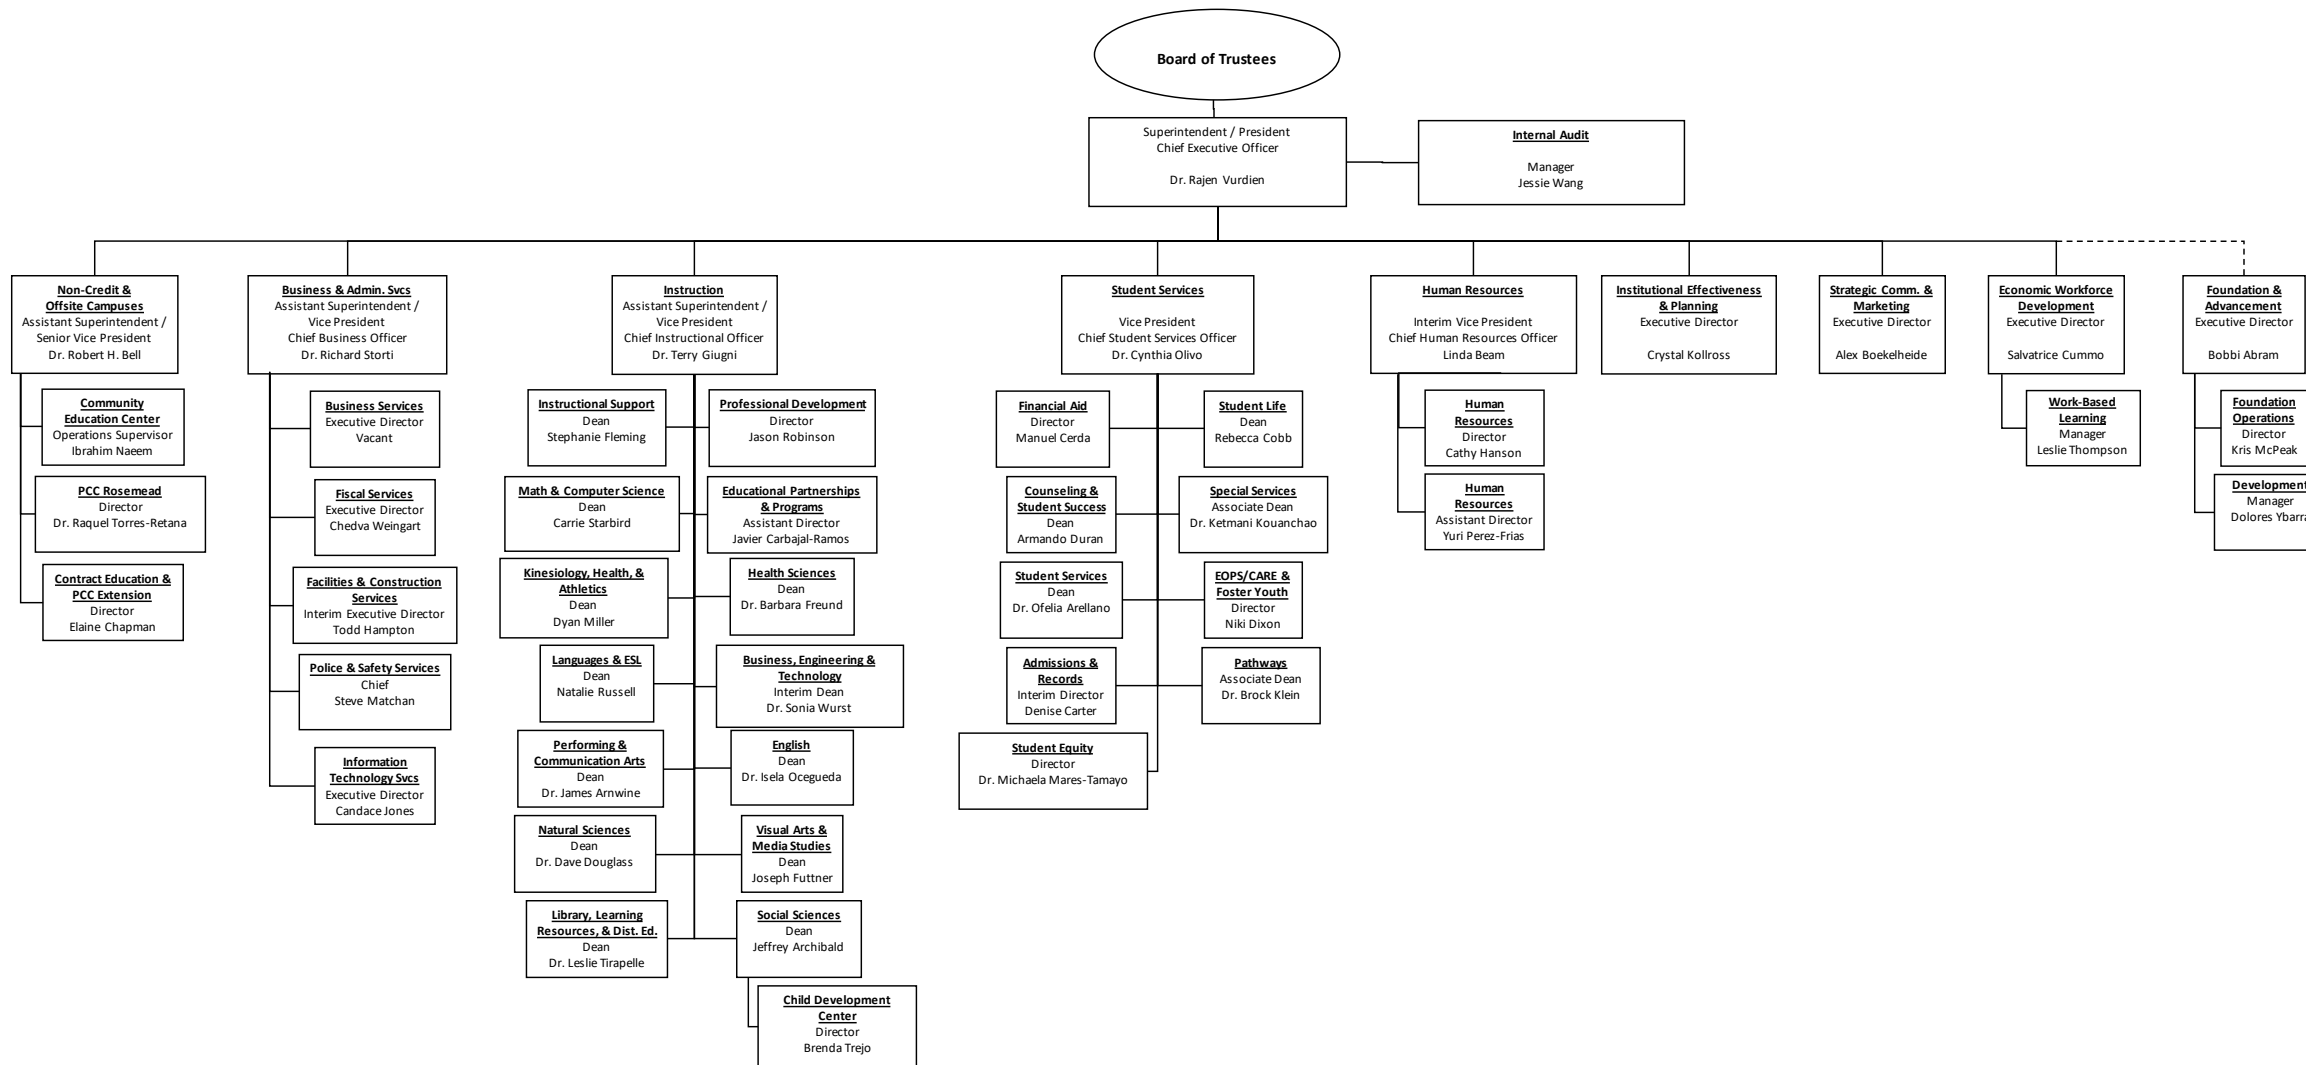 Board of Trustees
Superintendent / President
Chief Executive Officer
Dr. Rajen Vurdien
Internal Audit
Manager
Jessie Wang
Non-Credit &
Offsite Campuses
Assistant Superintendent /
Senior Vice President
Dr. Robert H. Bell
Community
Education Center
Operations Supervisor
Ibrahim Naeem
PCC Rosemead
Director
Dr. Raquel Torres-Retana
Contract Education &
PCC Extension
Director
Elaine Chapman
Business & Admin. Svcs
Assistant Superintendent /
Vice President
Chief Business Officer
Dr. Richard Storti
Business Services
Executive Director
Vacant
Fiscal Services
Executive Director
Chedva Weingart
Facilities & Construction
Services
Interim Executive Director
Todd Hampton
Police & Safety Services
Chief
Steve Matchan
Information
Technology Svcs
Executive Director
Candace Jones
Instruction
Assistant Superintendent /
Vice President
Chief Instructional Officer
Dr. Terry Giugni
Instructional Support
Dean
Stephanie Fleming
Professional Development
Director
Jason Robinson
Math & Computer Science
Dean
Carrie Starbird
Educational Partnerships
& Programs
Assistant Director
Javier Carbajal-Ramos
Kinesiology, Health, &
Athletics
Dean
Dyan Miller
Health Sciences
Dean
Dr. Barbara Freund
Languages & ESL
Dean
Natalie Russell
Business, Engineering &
Technology
Interim Dean
Dr. Sonia Wurst
Performing &
Communication Arts
Dean
Dr. James Arnwine
English
Dean
Dr. Isela Ocegueda
Natural Sciences
Dean
Dr. Dave Douglass
Visual Arts &
Media Studies
Dean
Joseph Futtner
Library, Learning
Resources, & Dist. Ed.
Dean
Dr. Leslie Tirapelle
Social Sciences
Dean
Jeffrey Archibald
Child Development
Center
Director
Brenda Trejo
Student Services
Vice President
Chief Student Services Officer
Dr. Cynthia Olivo
Financial Aid
Director
Manuel Cerda
Student Life
Dean
Rebecca Cobb
Counseling &
Student Success
Dean
Armando Duran
Special Services
Associate Dean
Dr. Ketmani Kouanchao
Student Services
Dean
Dr. Ofelia Arellano
EOPS/CARE &
Foster Youth
Director
Niki Dixon
Admissions &
Records
Interim Director
Denise Carter
Pathways
Associate Dean
Dr. Brock Klein
Student Equity
Director
Dr. Michaela Mares-Tamayo
Human Resources
Interim Vice President
Chief Human Resources Officer
Linda Beam
Human
Resources
Director
Cathy Hanson
Human
Resources
Assistant Director
Yuri Perez-Frias
Institutional Effectiveness
& Planning
Executive Director
Crystal Kollross
Strategic Comm. &
Marketing
Executive Director
Alex Boekelheide
Economic Workforce
Development
Executive Director
Salvatrice Cummo
Work-Based
Learning
Manager
Leslie Thompson
Foundation &
Advancement
Executive Director
Bobbi Abram
Foundation
Operations
Director
Kris McPeak
Development
Manager
Dolores Ybarra